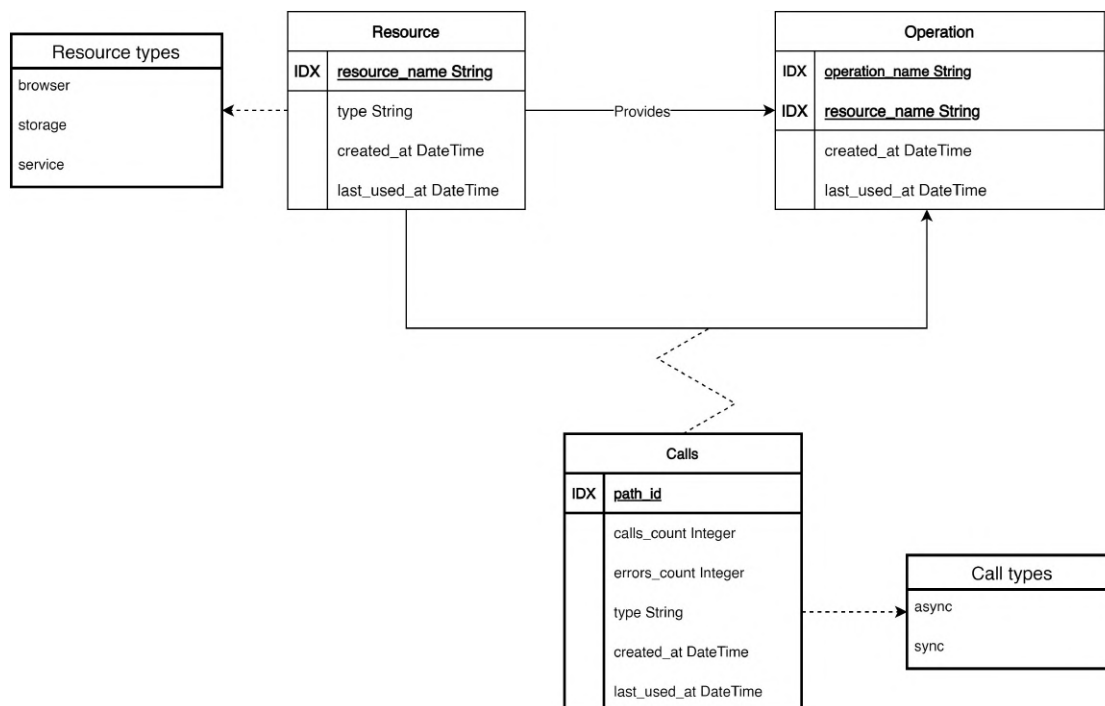 Resource types
browser
storage
service
Resource
IDX resource_name String
type String
created_at DateTime
last_used_at DateTime
Provides
Operation
IDX operation_name String
IDX resource_name String
created_at DateTime
last_used_at DateTime
Calls
IDX path_id
calls_count Integer
errors_count Integer
type String
created_at DateTime
last_used_at DateTime
Call types
async
sync